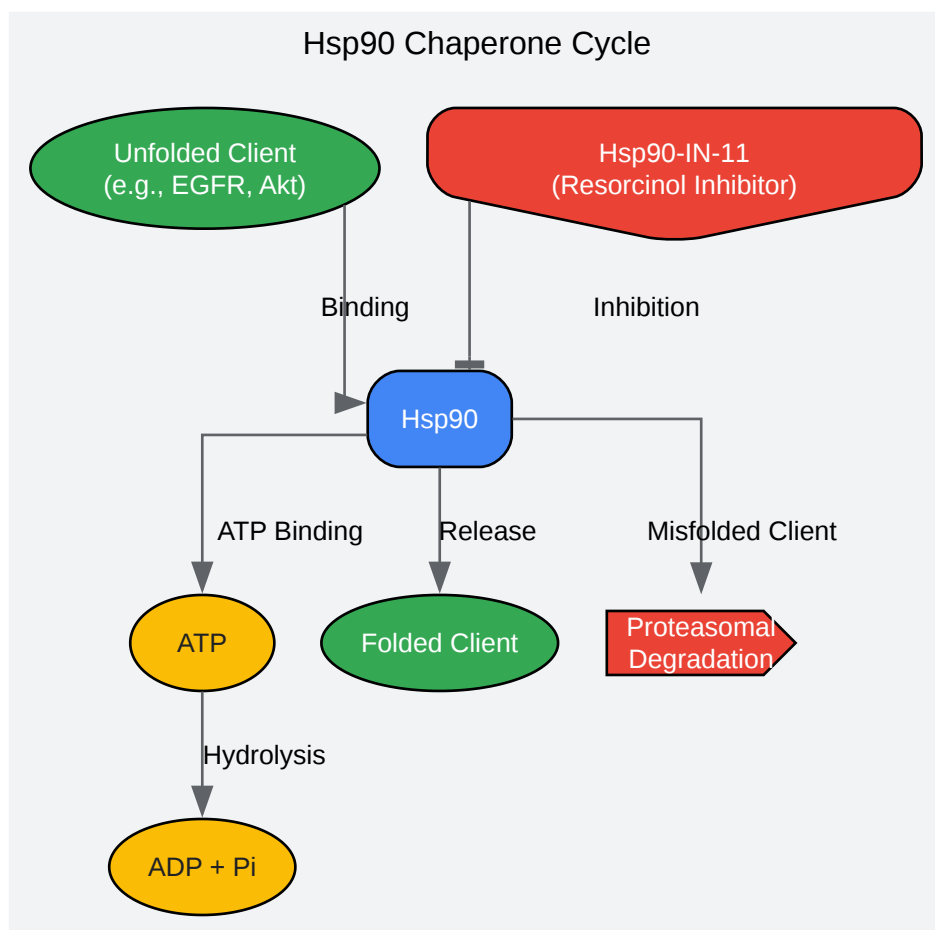 Hsp90 Chaperone Cycle
Unfolded Client
(e.g., EGFR, Akt)
Hsp90-IN-11
(Resorcinol Inhibitor)
Binding
Inhibition
Hsp90
ATP Binding
Release
Misfolded Client
ATP
Folded Client
Proteasomal
Degradation
Hydrolysis
ADP + Pi